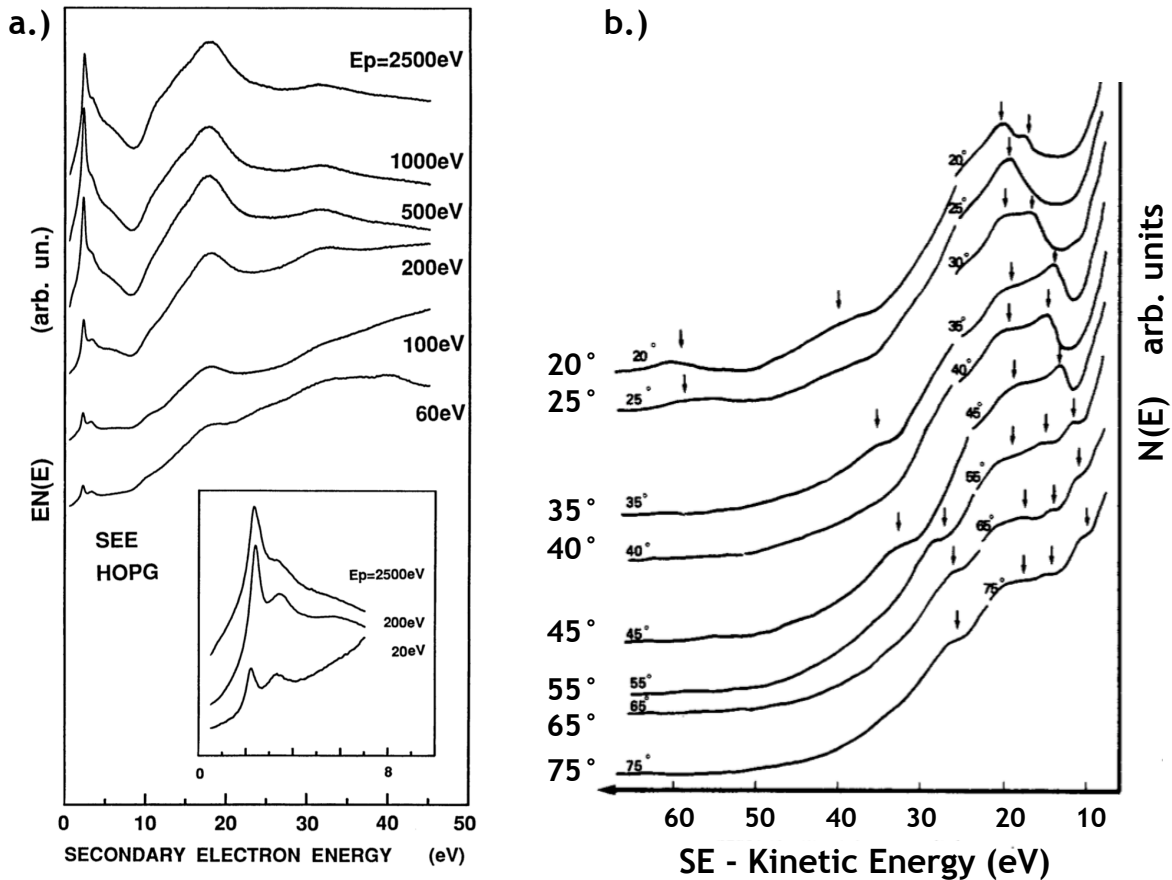 a.)
Ep=2500eV
1000eV
500eV
200eV
100eV
60eV
EN(E) (arb. un.)
SEE
HOPG
Ep=2500eV
200eV
20eV
0 8
0 10 20 30 40 50
SECONDARY ELECTRON ENERGY (eV)
b.)
20°
25°
30°
35°
40°
45°
55°
65°
75°
20° 20°
25° 25°
35° 35°
40° 40°
45° 45°
55° 55°
65° 65°
75° 75°
N(E) arb. units
60 50 40 30 20 10
SE - Kinetic Energy (eV)